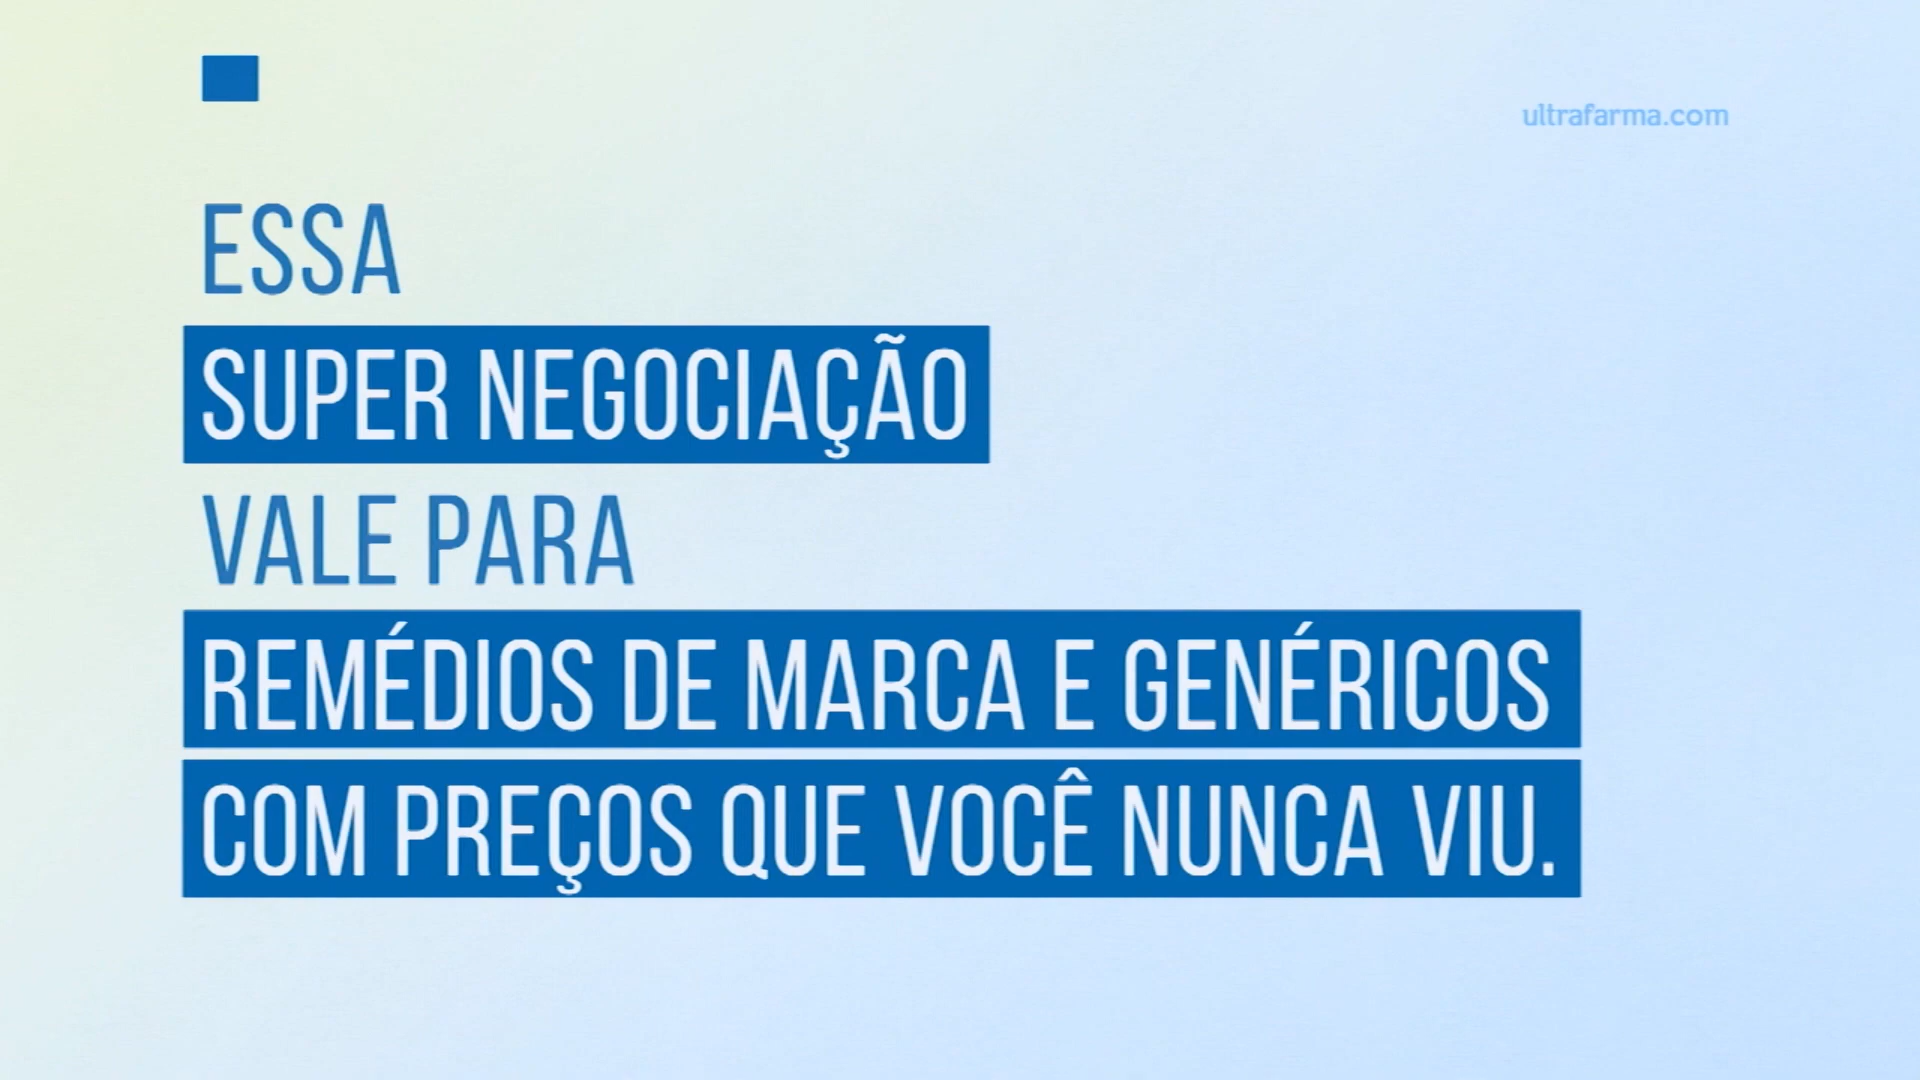 ultrafarma.com
ESSA
SUPER NEGOCIAÇÃO
VALE PARA
REMÉDIOS DE MARCA E GENÉRICOS
COM PREÇOS QUE VOCÊ NUNCA VIU.